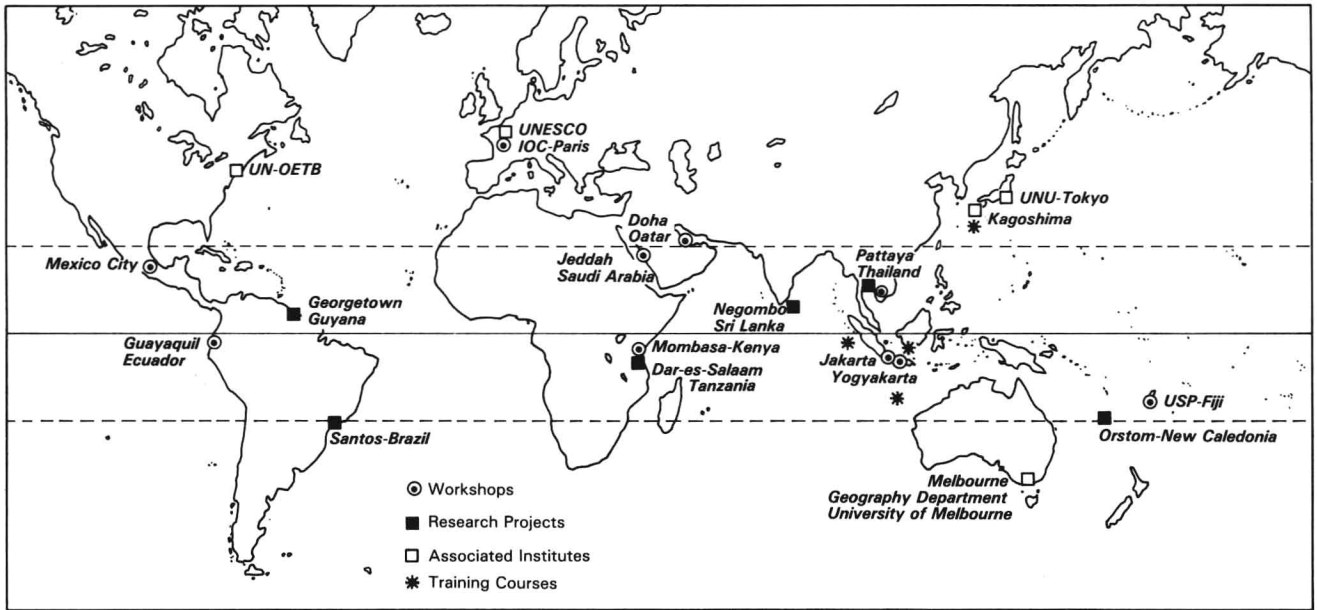 UNESCO
IOC-Paris
UN-OETB
UNU-Tokyo
Kagoshima
Doha
Qatar
Jeddah
Saudi Arabia
Pattaya
Thailand
Mexico City
Georgetown
Guyana
Negombo
Sri Lanka
Guayaquil
Ecuador
Mombasa-Kenya
Dar-es-Salaam
Tanzania
Jakarta
Yogyakarta
USP-Fiji
Santos-Brazil
Orstom-New Caledonia
Melbourne
Geography Department
University of Melbourne
Workshops
Research Projects
Associated Institutes
Training Courses